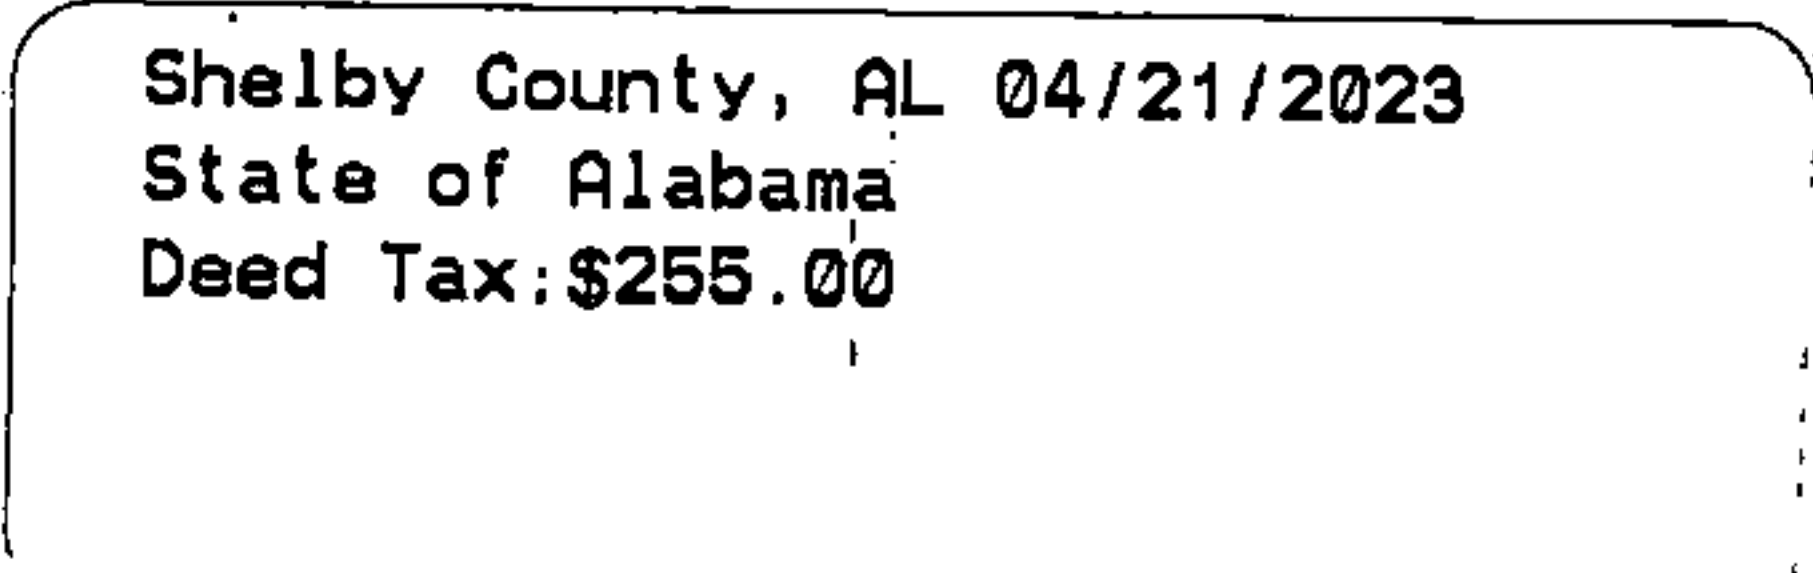 Shelby County, AL 04/21/2023
State of Alabama
Deed Tax:$255.00